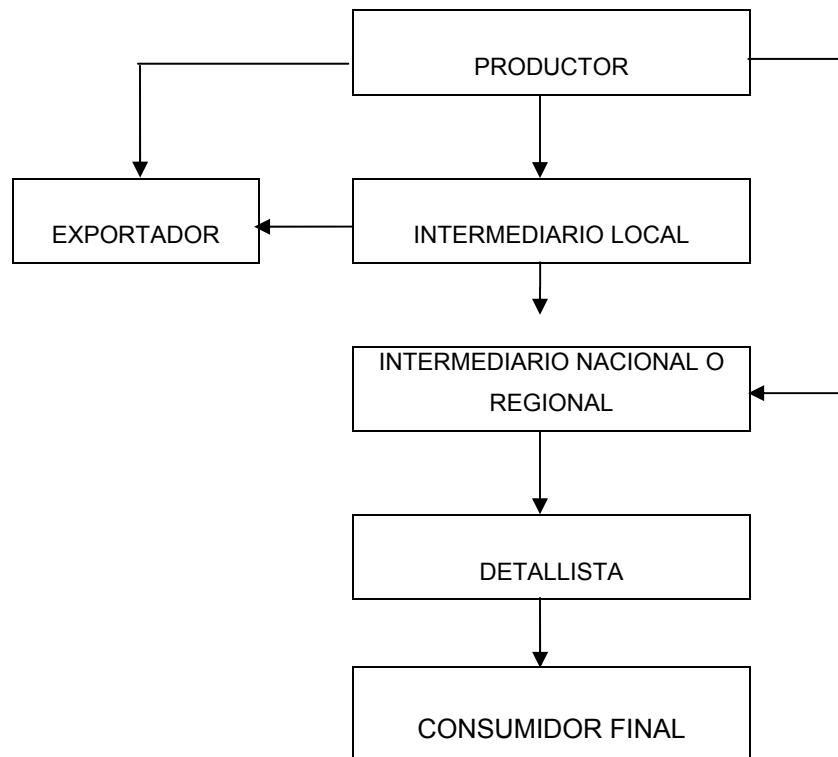 PRODUCTOR
EXPORTADOR
INTERMEDIARIO LOCAL
INTERMEDIARIO NACIONAL O
REGIONAL
DETALLISTA
CONSUMIDOR FINAL